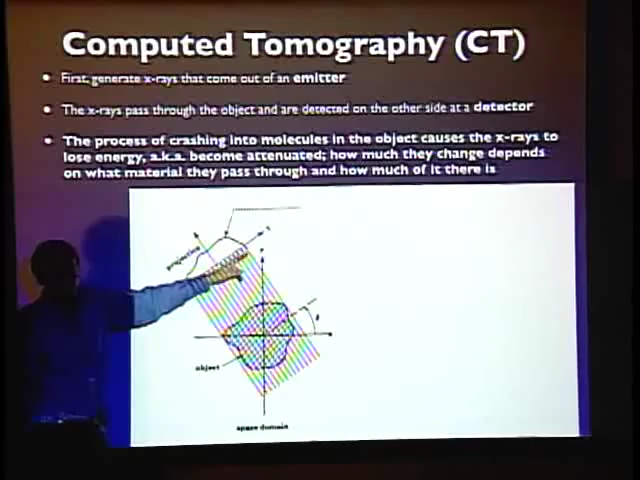 Computed Tomography (CT)
• First, generate x-rays that come out of an emitter
• The x-rays pass through the object and are detected on the other side at a detector
• The process of crashing into molecules in the object causes the x-rays to
lose energy, a.k.a. become attenuated; how much they change depends
on what material they pass through and how much of it there is
projection
object
space domain